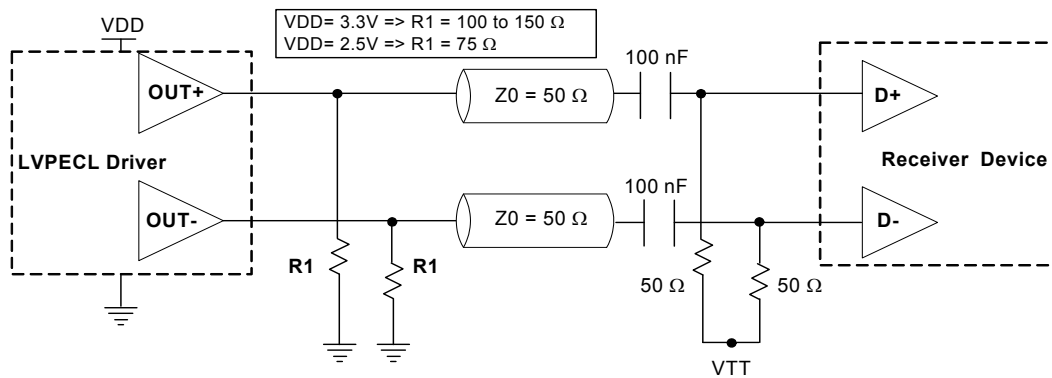 VDD
VDD= 3.3V => R1 = 100 to 150 Ω
VDD= 2.5V => R1 = 75 Ω
100 nF
OUT+
Z0 = 50 Ω
D+
LVPECL Driver
Receiver Device
100 nF
OUT-
Z0 = 50 Ω
D-
R1
R1
50 Ω
50 Ω
VTT